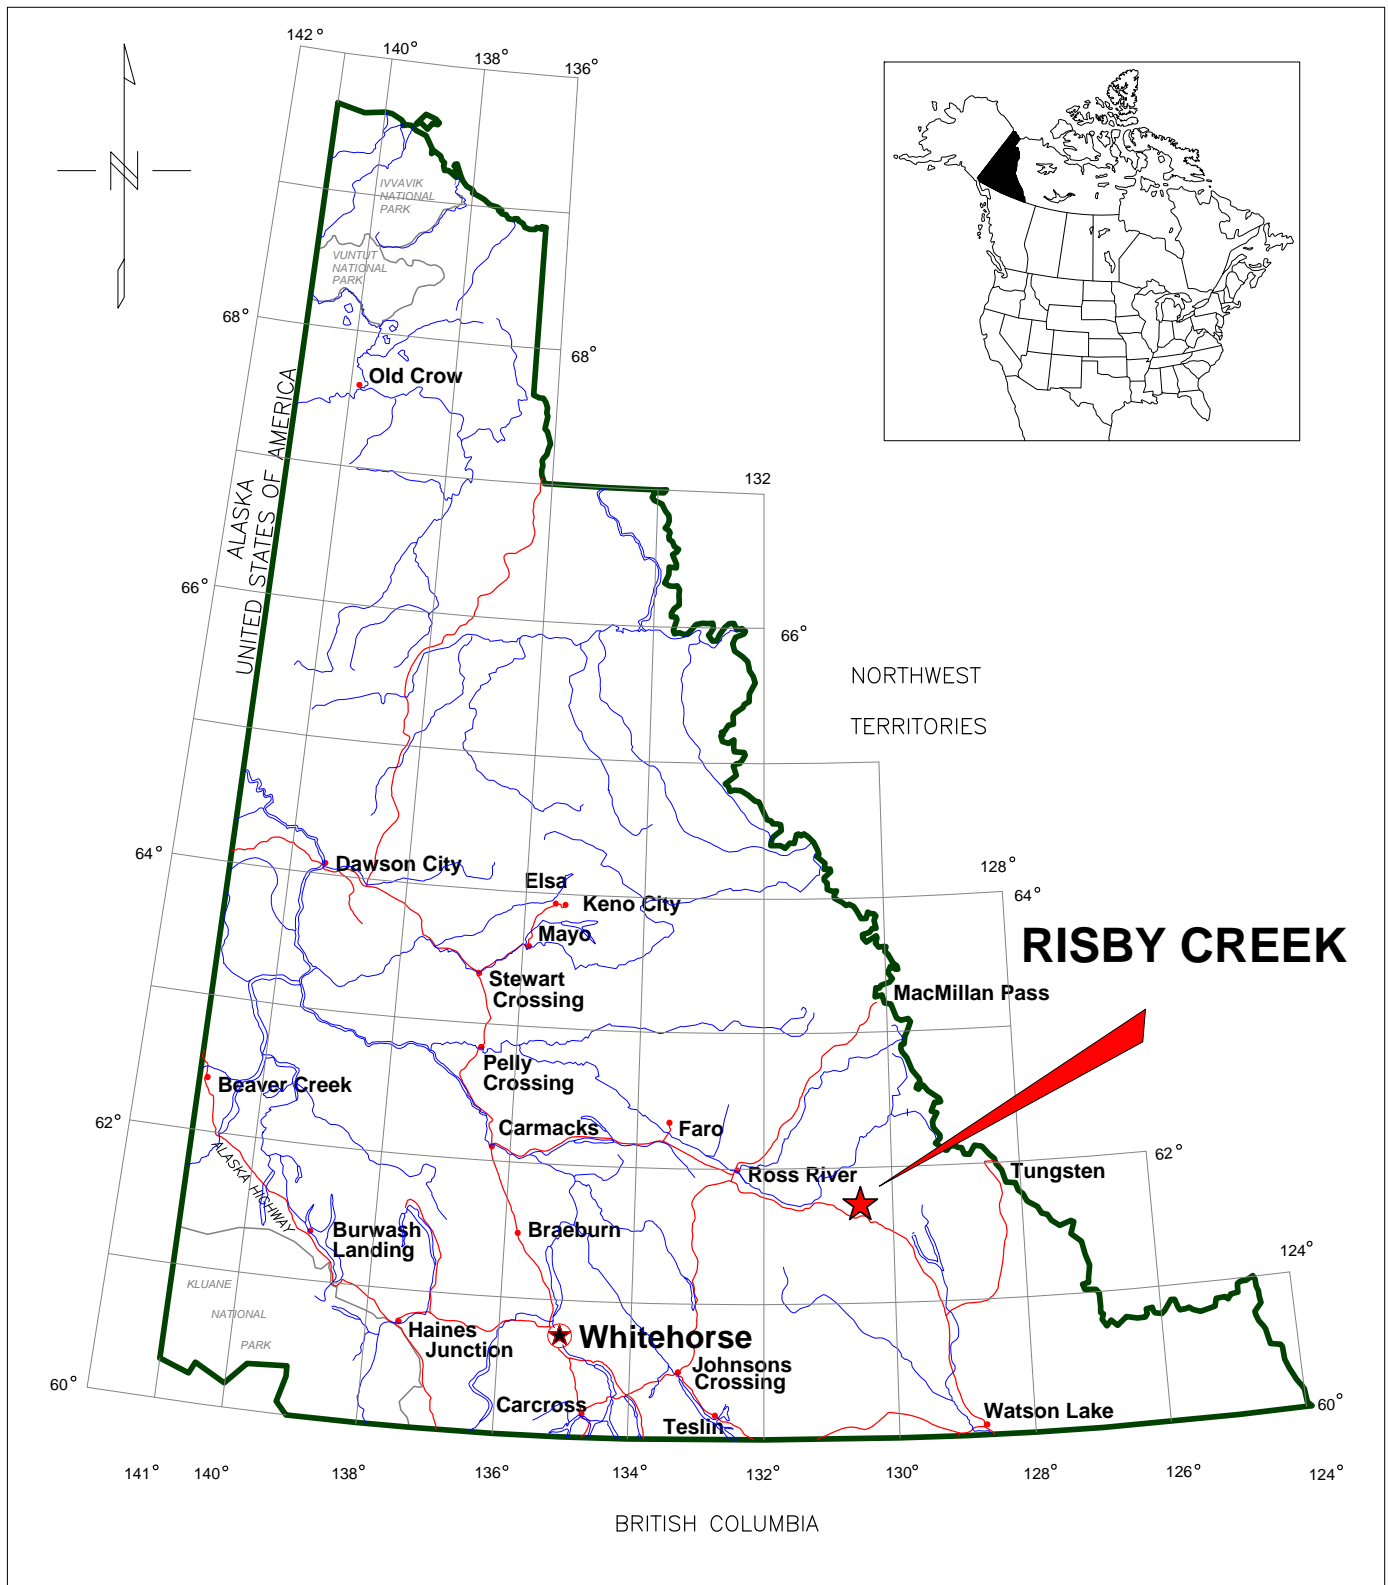 142°
140°
138°
136°
N
IVVAVIK
NATIONAL
PARK
VUNTUT
NATIONAL
PARK
68°
68°
Old Crow
ALASKA
UNITED STATES OF AMERICA
132
66°
66°
NORTHWEST
TERRITORIES
64°
Dawson City
Elsa
Keno City
128°
64°
Mayo
RISBY CREEK
Stewart
Crossing
MacMillan Pass
Pelly
Crossing
Beaver Creek
62°
Carmacks
Faro
62°
ALASKA HIGHWAY
Ross River
Tungsten
Burwash
Landing
Braeburn
124°
KLUANE
NATIONAL
PARK
Haines
Junction
Whitehorse
Johnsons
Crossing
60°
Carcross
Teslin
Watson Lake
60°
141°
140°
138°
136°
134°
132°
130°
128°
126°
124°
BRITISH COLUMBIA